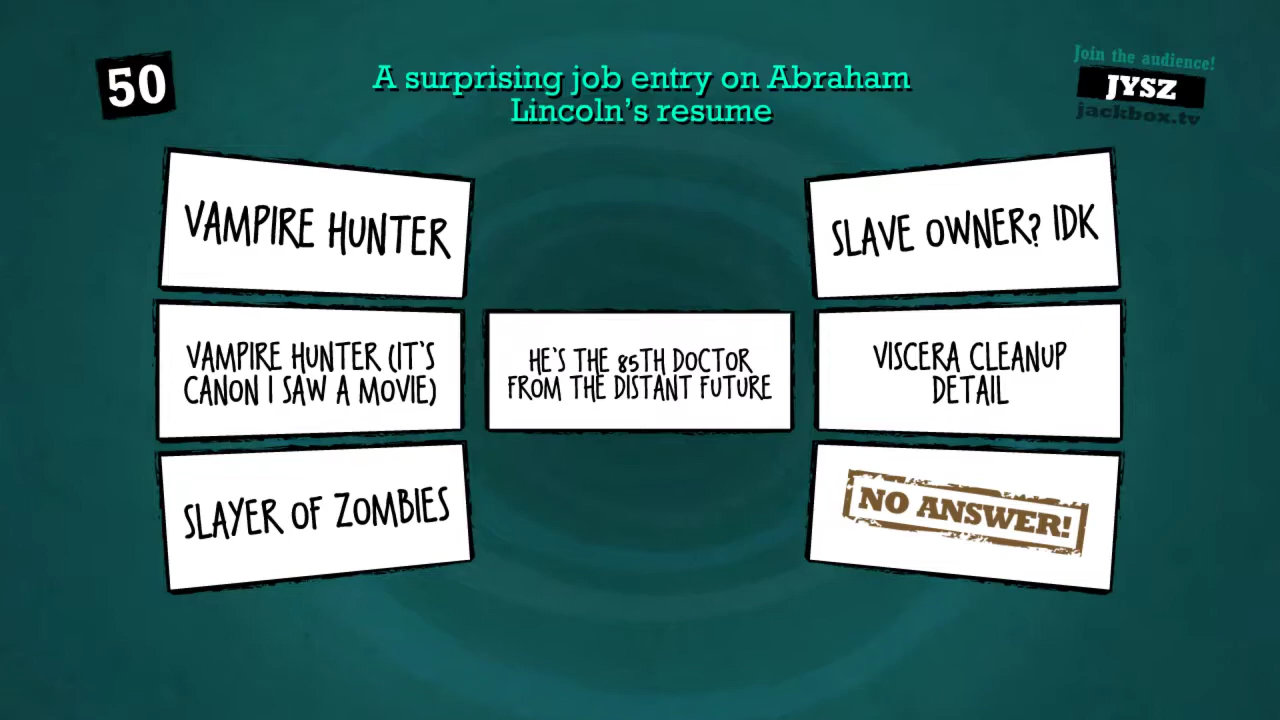 50
A surprising job entry on Abraham
Lincoln's resume
Join the audience!
JYSZ
jackbox.tv
VAMPIRE HUNTER
SLAVE OWNER? IDK
VAMPIRE HUNTER (IT'S
CANON I SAW A MOVIE)
HE'S THE 85TH DOCTOR
FROM THE DISTANT FUTURE
VISCERA CLEANUP
DETAIL
SLAYER OF ZOMBIES
NO ANSWER!